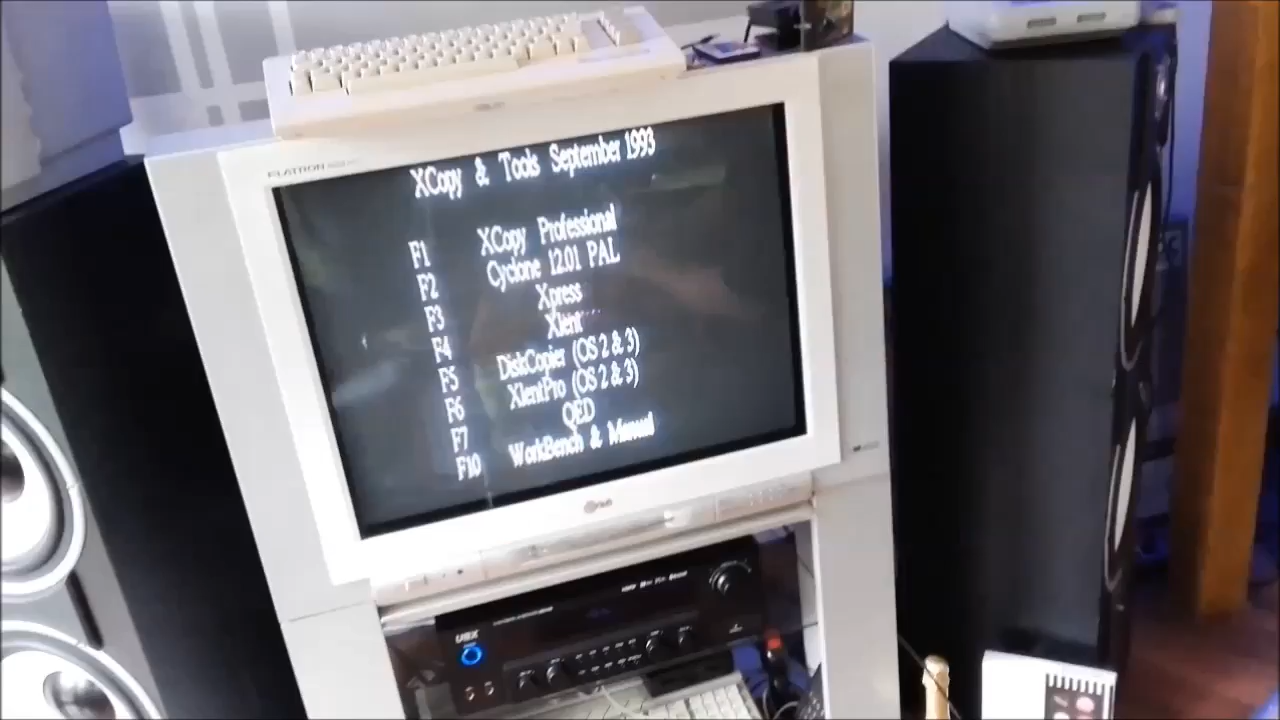 FLATRON
XCopy & Tools September 1993
F1 XCopy Professional
F2 Cyclone 12.01 PAL
F3 Xpress
F4 Xlent
F5 DiskCopier (OS 2 & 3)
F6 XlentPro (OS 2 & 3)
F7 QED
F10 WorkBench & Manual
LG